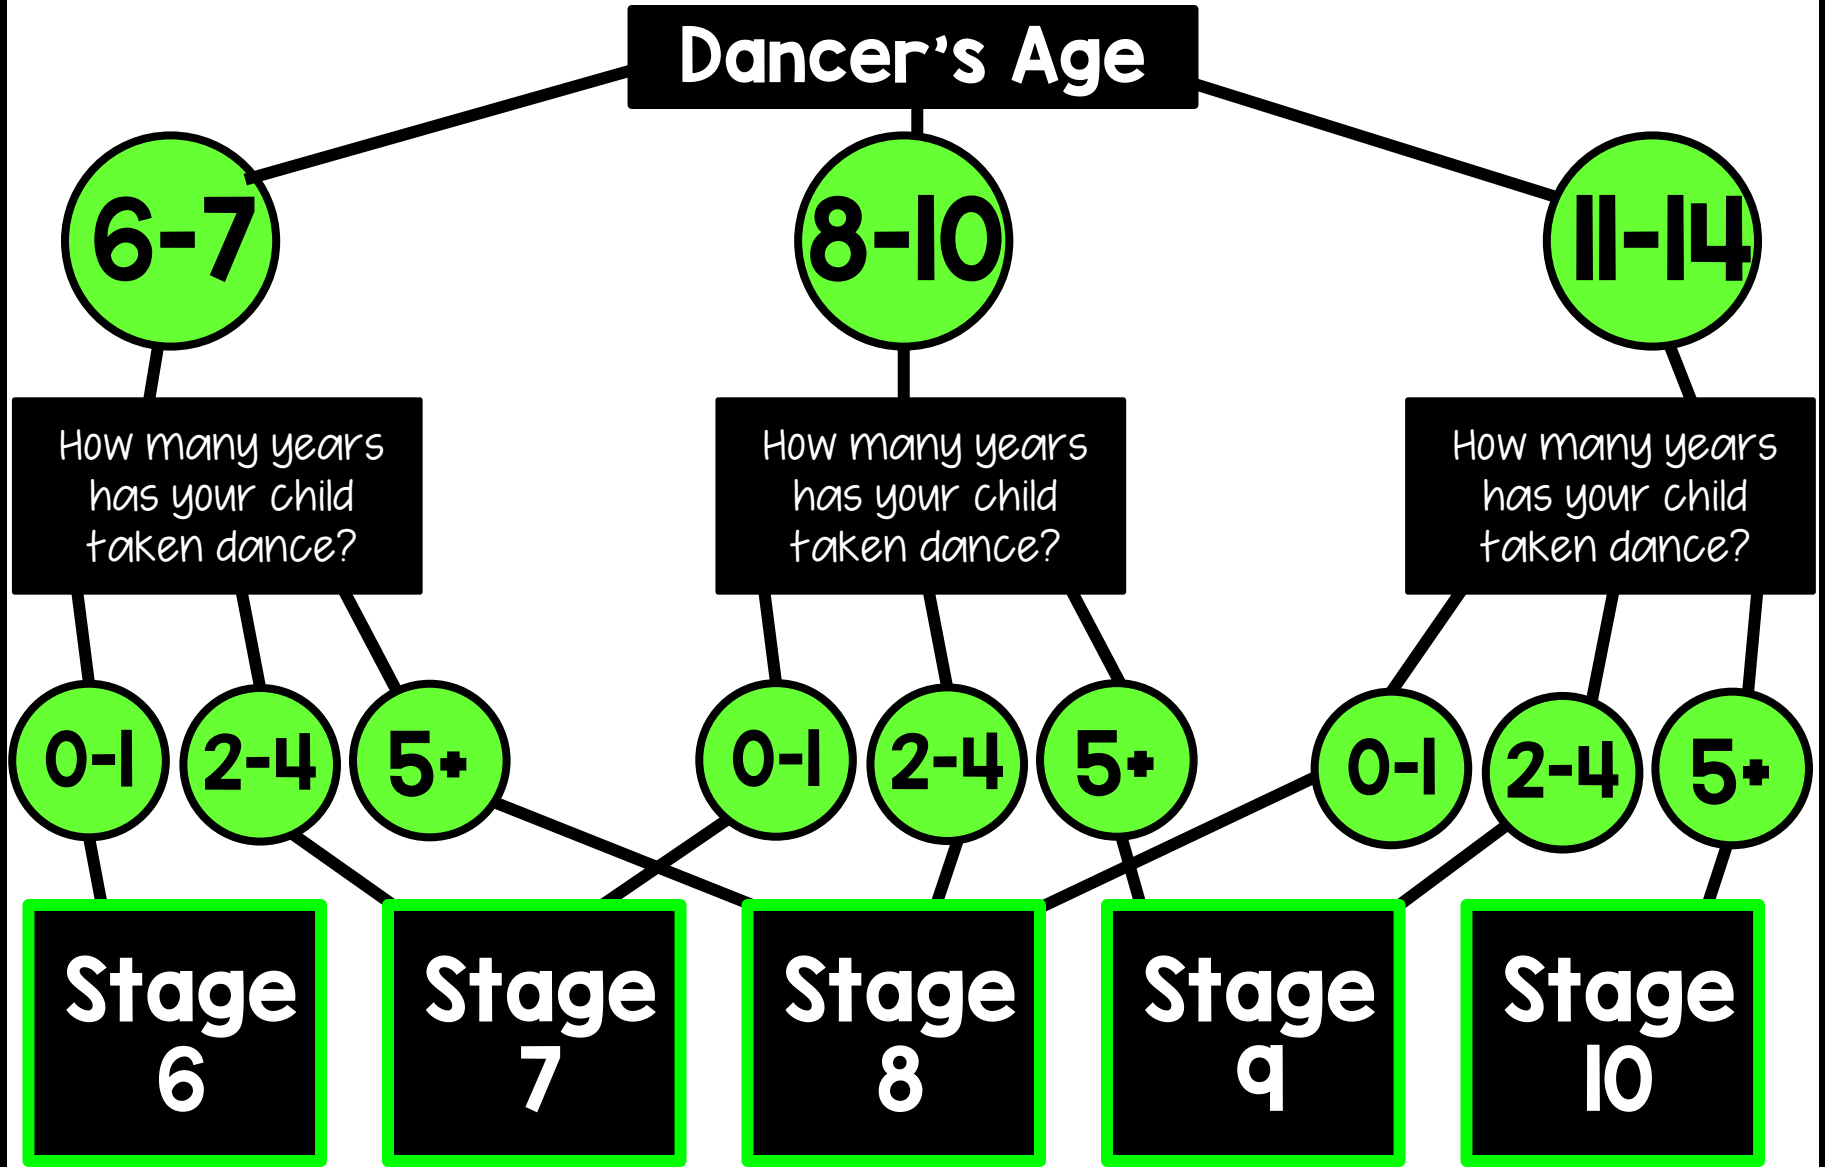 Dancer's Age
6-7
8-10
11-14
How many years
has your child
taken dance?
How many years
has your child
taken dance?
How many years
has your child
taken dance?
0-1
2-4
5+
0-1
2-4
5+
0-1
2-4
5+
Stage
6
Stage
7
Stage
8
Stage
9
Stage
10